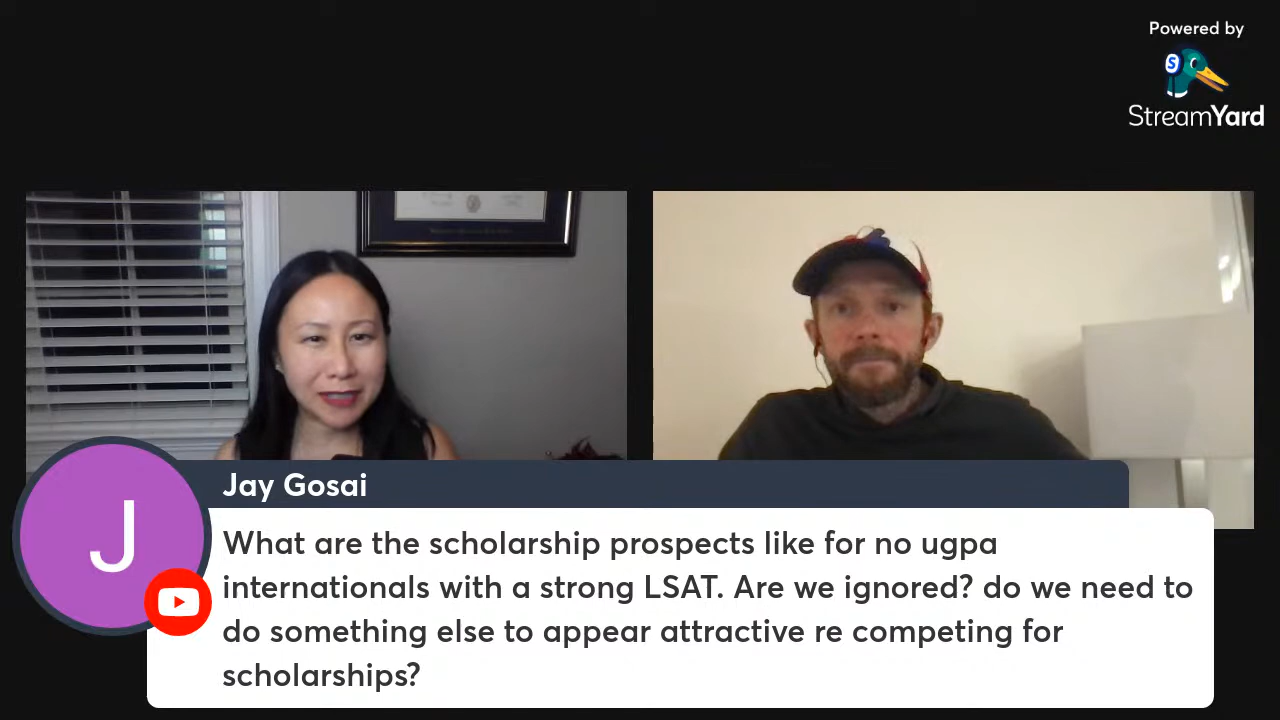 Powered by
S
StreamYard
Jay Gosai
J
What are the scholarship prospects like for no ugpa
internationals with a strong LSAT. Are we ignored? do we need to
do something else to appear attractive re competing for
scholarships?